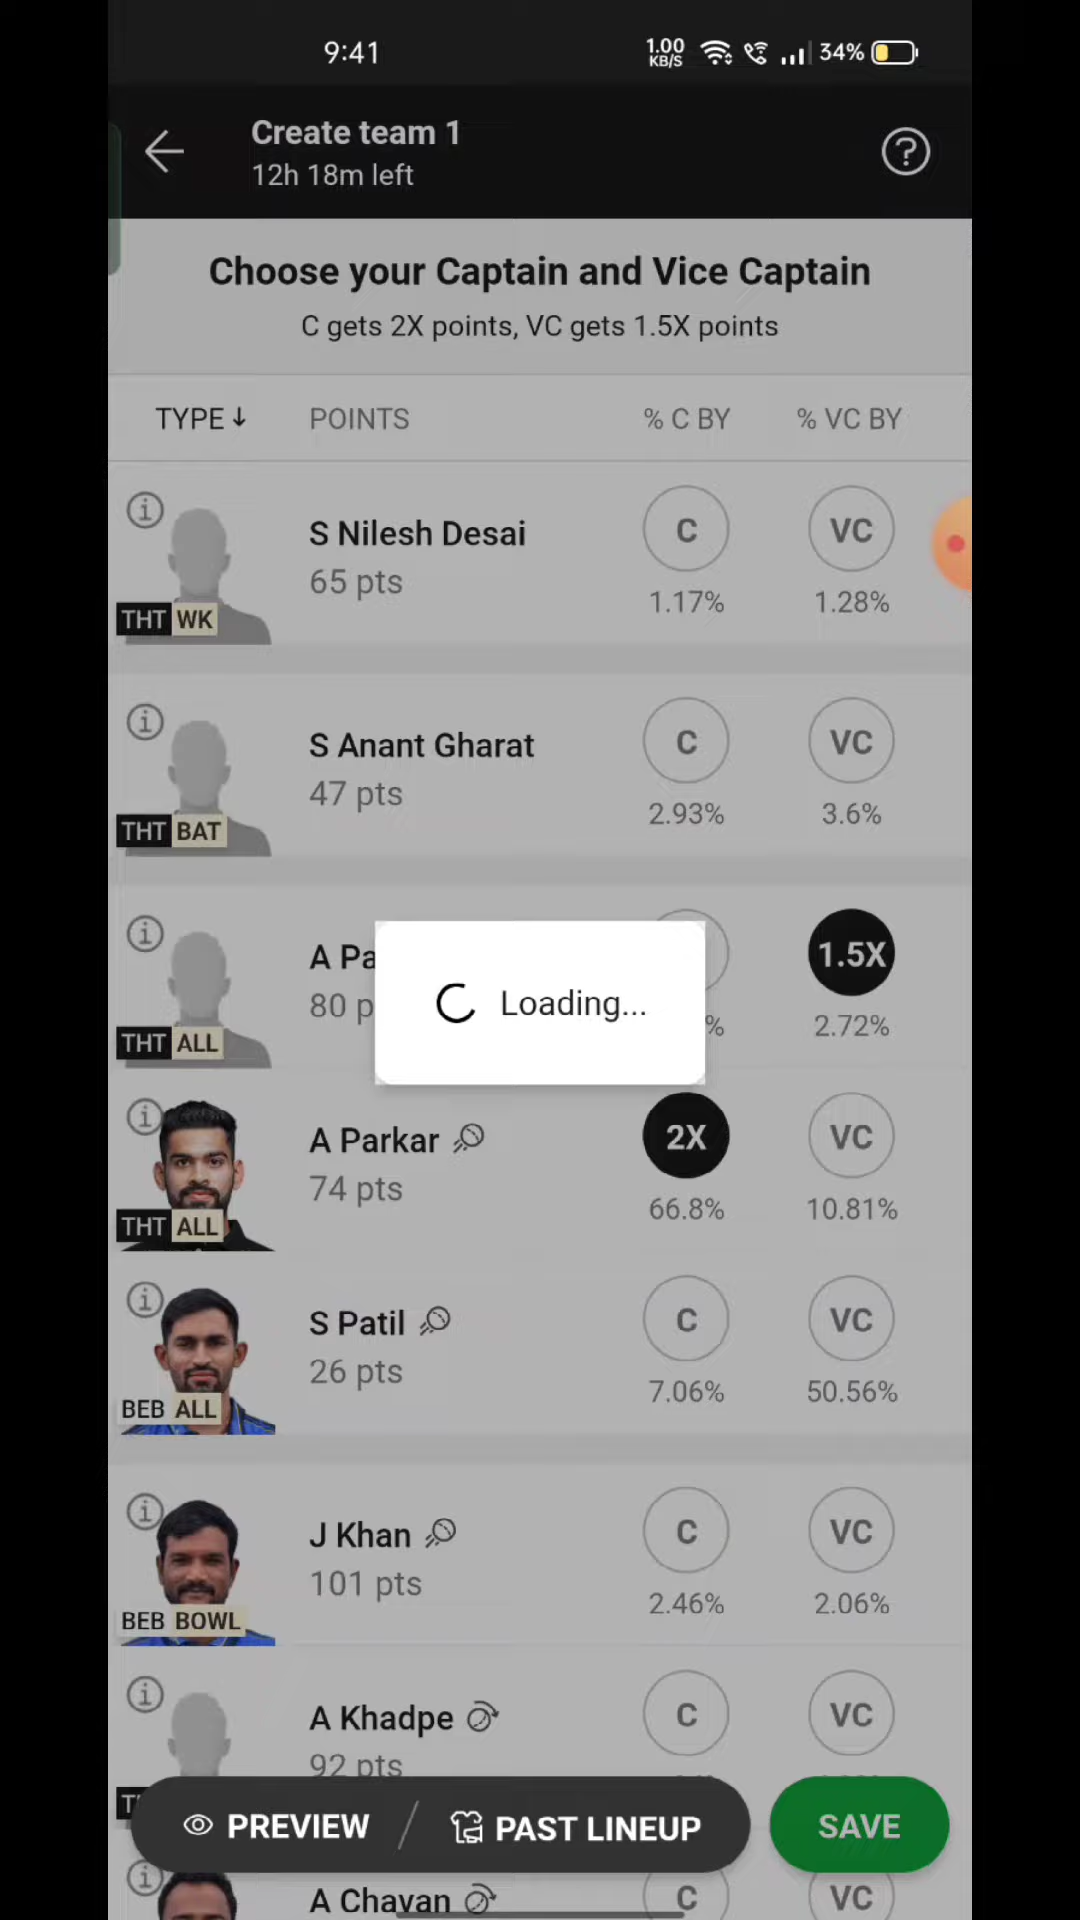 9:41
1.00
KB/S
34%
Create team 1
12h 18m left
Choose your Captain and Vice Captain
C gets 2X points, VC gets 1.5X points
TYPE POINTS % C BY % VC BY
S Nilesh Desai
65 pts
THT WK
C
1.17%
VC
1.28%
S Anant Gharat
47 pts
THT BAT
C
2.93%
VC
3.6%
80
THT ALL
%
1.5X
2.72%
Loading...
A Parkar
74 pts
THT ALL
2X
66.8%
VC
10.81%
S Patil
26 pts
BEB ALL
C
7.06%
VC
50.56%
J Khan
101 pts
BEB BOWL
C
2.46%
VC
2.06%
A Khadpe
92 pts
C
VC
PREVIEW / PAST LINEUP
SAVE
A Chavan
C
VC